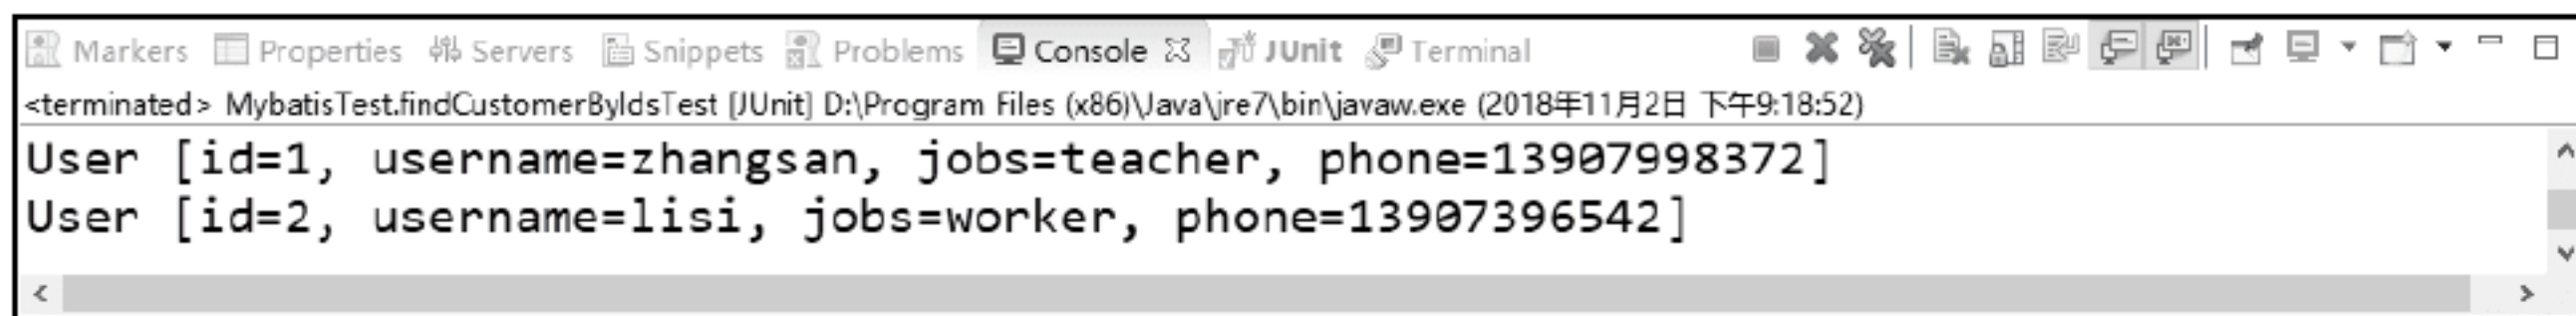 Markers Properties Servers Snippets Problems Console JUnit Terminal
<terminated> MybatisTest.findCustomerByIdsTest [JUnit] D:\Program Files (x86)\Java\jre7\bin\javaw.exe (2018年11月2日 下午9:18:52)
User [id=1, username=zhangsan, jobs=teacher, phone=13907998372]
User [id=2, username=lisi, jobs=worker, phone=13907396542]